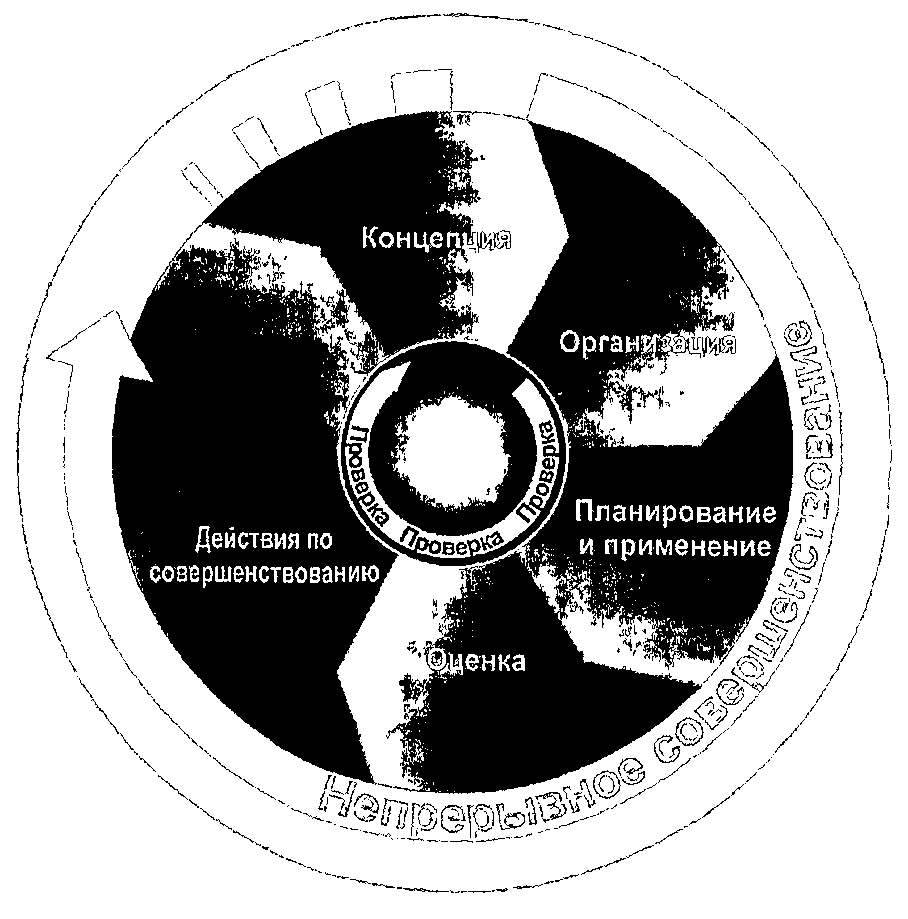 Концепция
Организация
Планирование
и применение
Оценка
Действия по
совершенствованию
Проверка
Проверка
Проверка
Непрерывное совершенствование